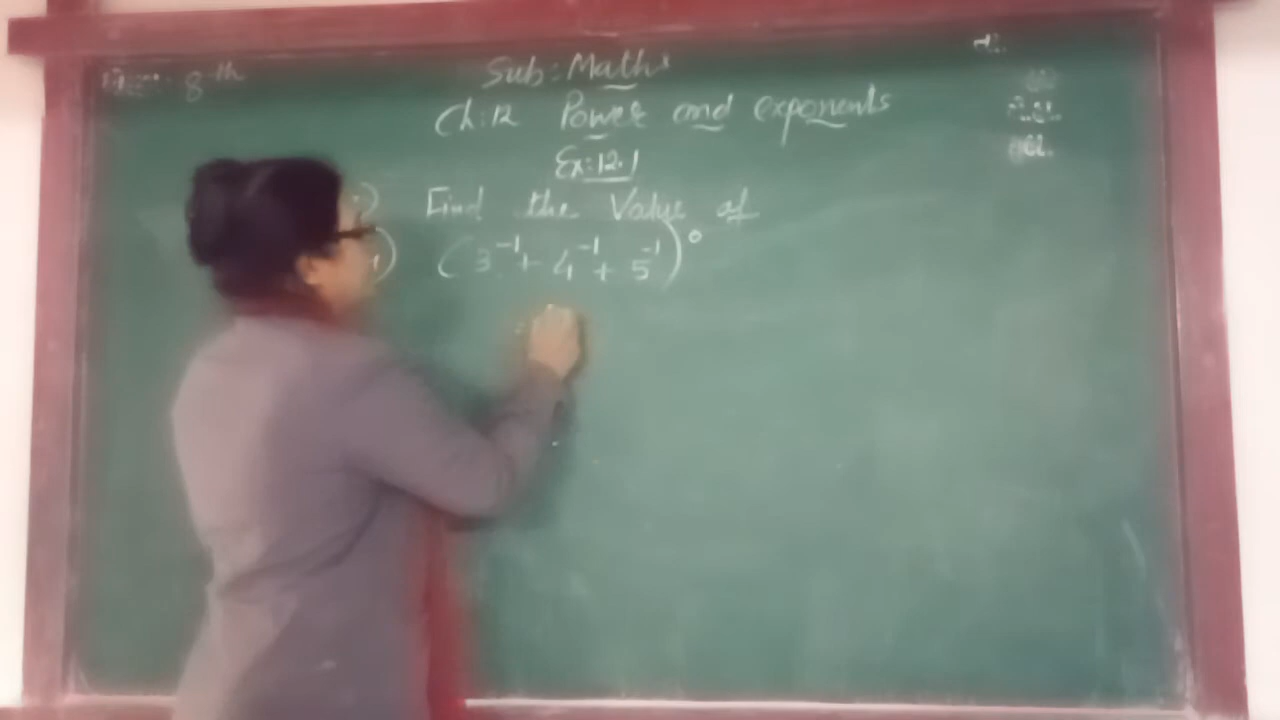 8th
Sub: Maths
Ch:12 Power and exponents
Ex:12.1
Find the Value of
(3⁻¹ + 4⁻¹ + 5⁻¹)⁰